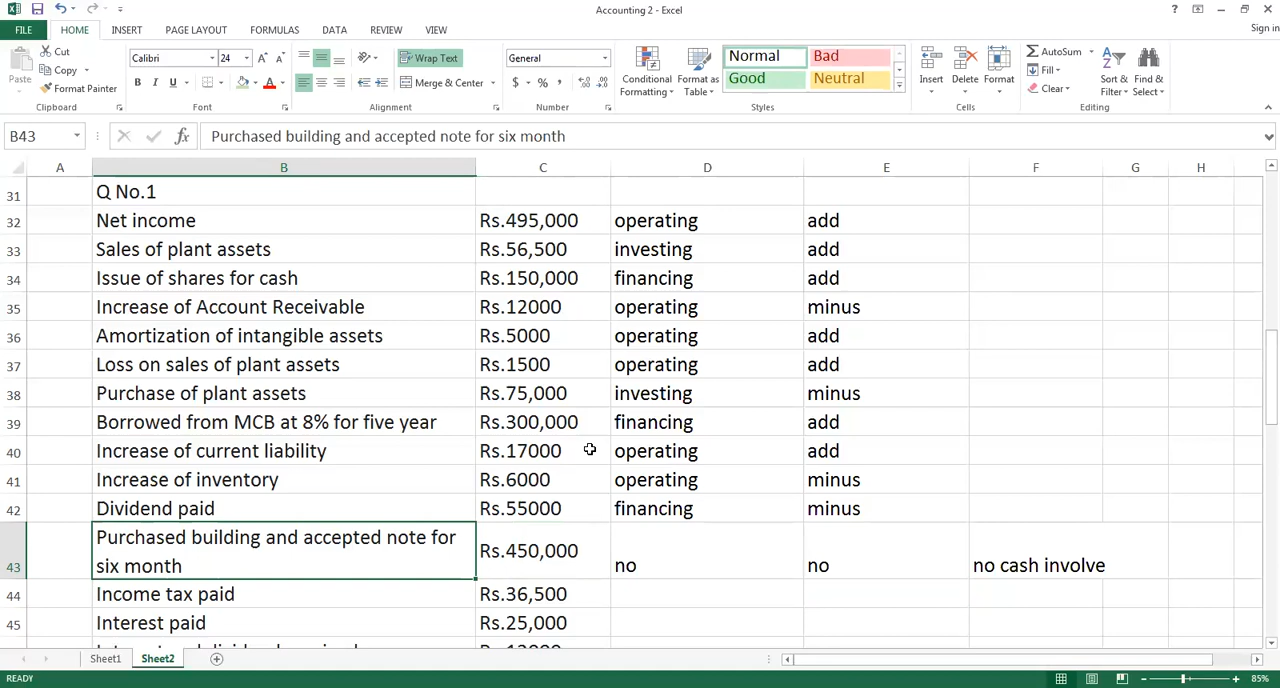 Accounting 2 - Excel
? Sign in
FILE HOME INSERT PAGE LAYOUT FORMULAS DATA REVIEW VIEW
Paste
Cut
Copy
Format Painter
Clipboard
Calibri 24
B I U
Font
Wrap Text
Merge & Center
Alignment
General
$ % ,
Number
Conditional Formatting
Format as Table
Normal Bad
Good Neutral
Styles
Insert Delete Format
Cells
AutoSum
Fill
Clear
Sort & Filter
Find & Select
Editing
B43 fx Purchased building and accepted note for six month
A B C D E F G H
31 Q No.1
32 Net income Rs.495,000 operating add
33 Sales of plant assets Rs.56,500 investing add
34 Issue of shares for cash Rs.150,000 financing add
35 Increase of Account Receivable Rs.12000 operating minus
36 Amortization of intangible assets Rs.5000 operating add
37 Loss on sales of plant assets Rs.1500 operating add
38 Purchase of plant assets Rs.75,000 investing minus
39 Borrowed from MCB at 8% for five year Rs.300,000 financing add
40 Increase of current liability Rs.17000 operating add
41 Increase of inventory Rs.6000 operating minus
42 Dividend paid Rs.55000 financing minus
Purchased building and accepted note for
43 six month Rs.450,000 no no no cash involve
44 Income tax paid Rs.36,500
45 Interest paid Rs.25,000
Sheet1 Sheet2
READY 85%